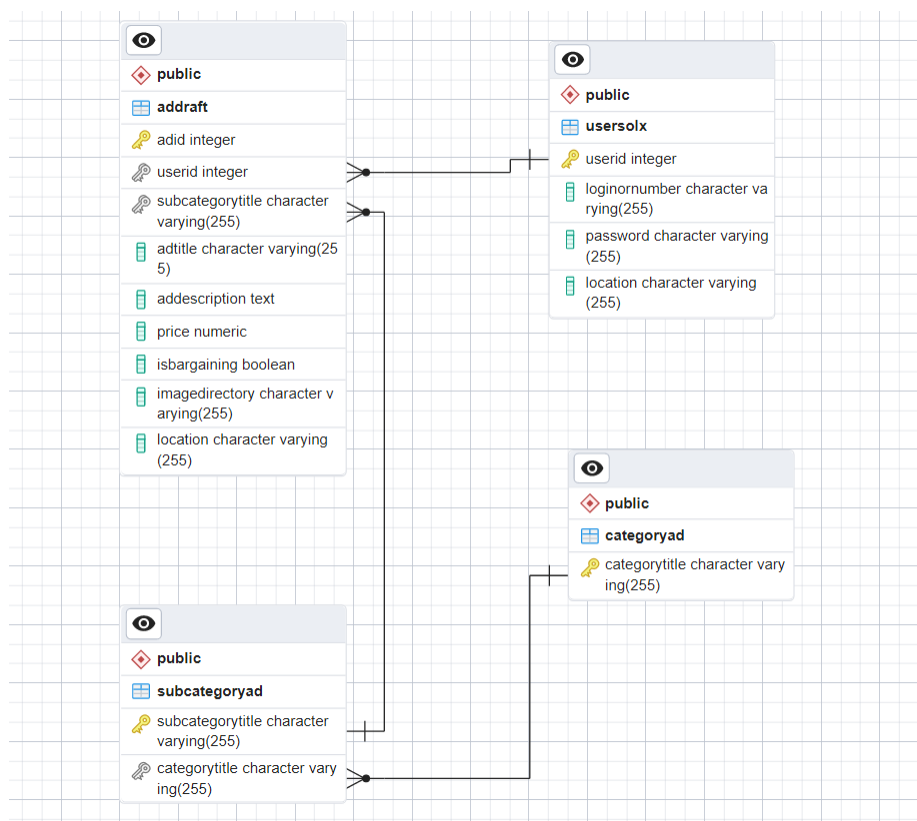 public
addraft
adid integer
userid integer
subcategorytitle character
varying(255)
adtitle character varying(25
5)
addescription text
price numeric
isbargaining boolean
imagedirectory character v
arying(255)
location character varying
(255)
public
usersolx
userid integer
loginornumber character va
rying(255)
password character varying
(255)
location character varying
(255)
public
categoryad
categorytitle character vary
ing(255)
public
subcategoryad
subcategorytitle character
varying(255)
categorytitle character vary
ing(255)